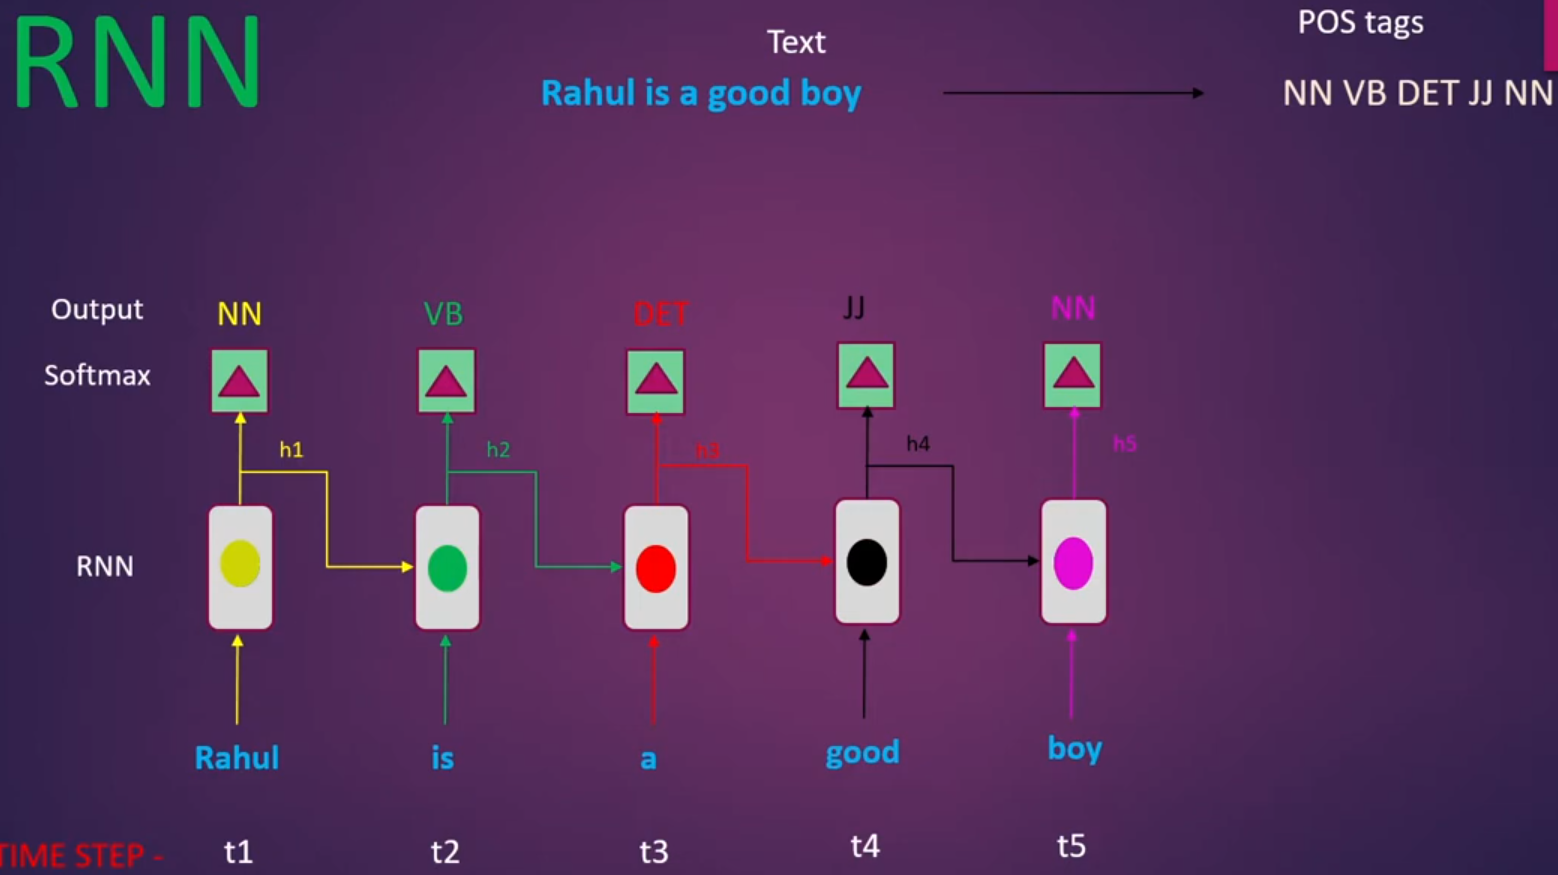 RNN
Text
POS tags
Rahul is a good boy
NN VB DET JJ NN
Output NN VB DET JJ NN
Softmax
h1 h2 h3 h4 h5
RNN
Rahul is a good boy
TIME STEP - t1 t2 t3 t4 t5